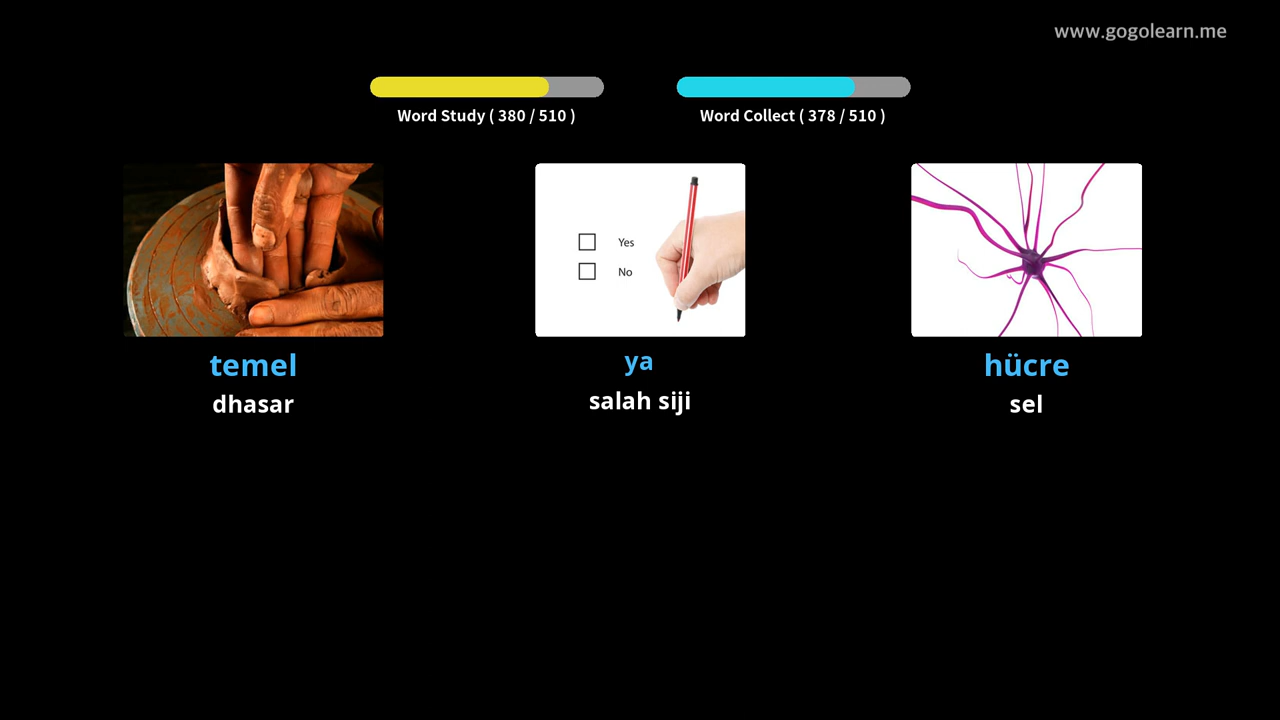 www.gogolearn.me
Word Study ( 380 / 510 )
Word Collect ( 378 / 510 )
Yes
No
temel
dhasar
ya
salah siji
hücre
sel